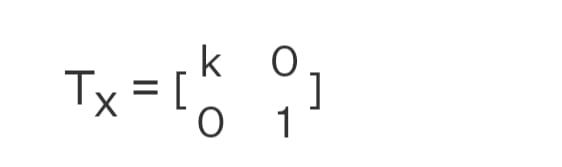 k 0
Tx = [ ]
0 1